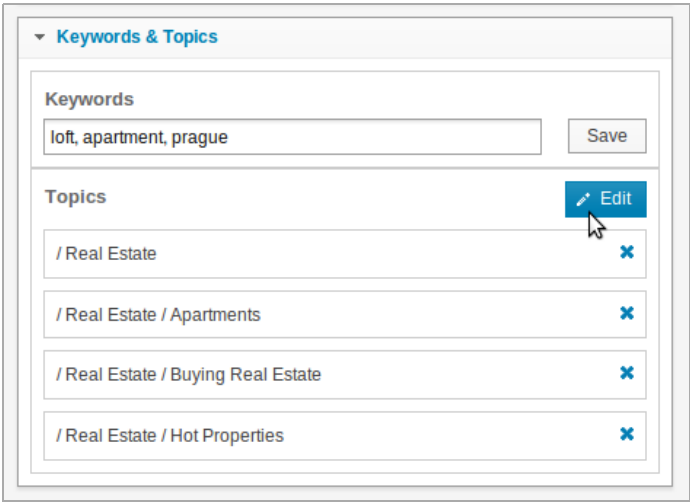 Keywords & Topics
Keywords
loft, apartment, prague
Save
Topics
Edit
/ Real Estate
/ Real Estate / Apartments
/ Real Estate / Buying Real Estate
/ Real Estate / Hot Properties